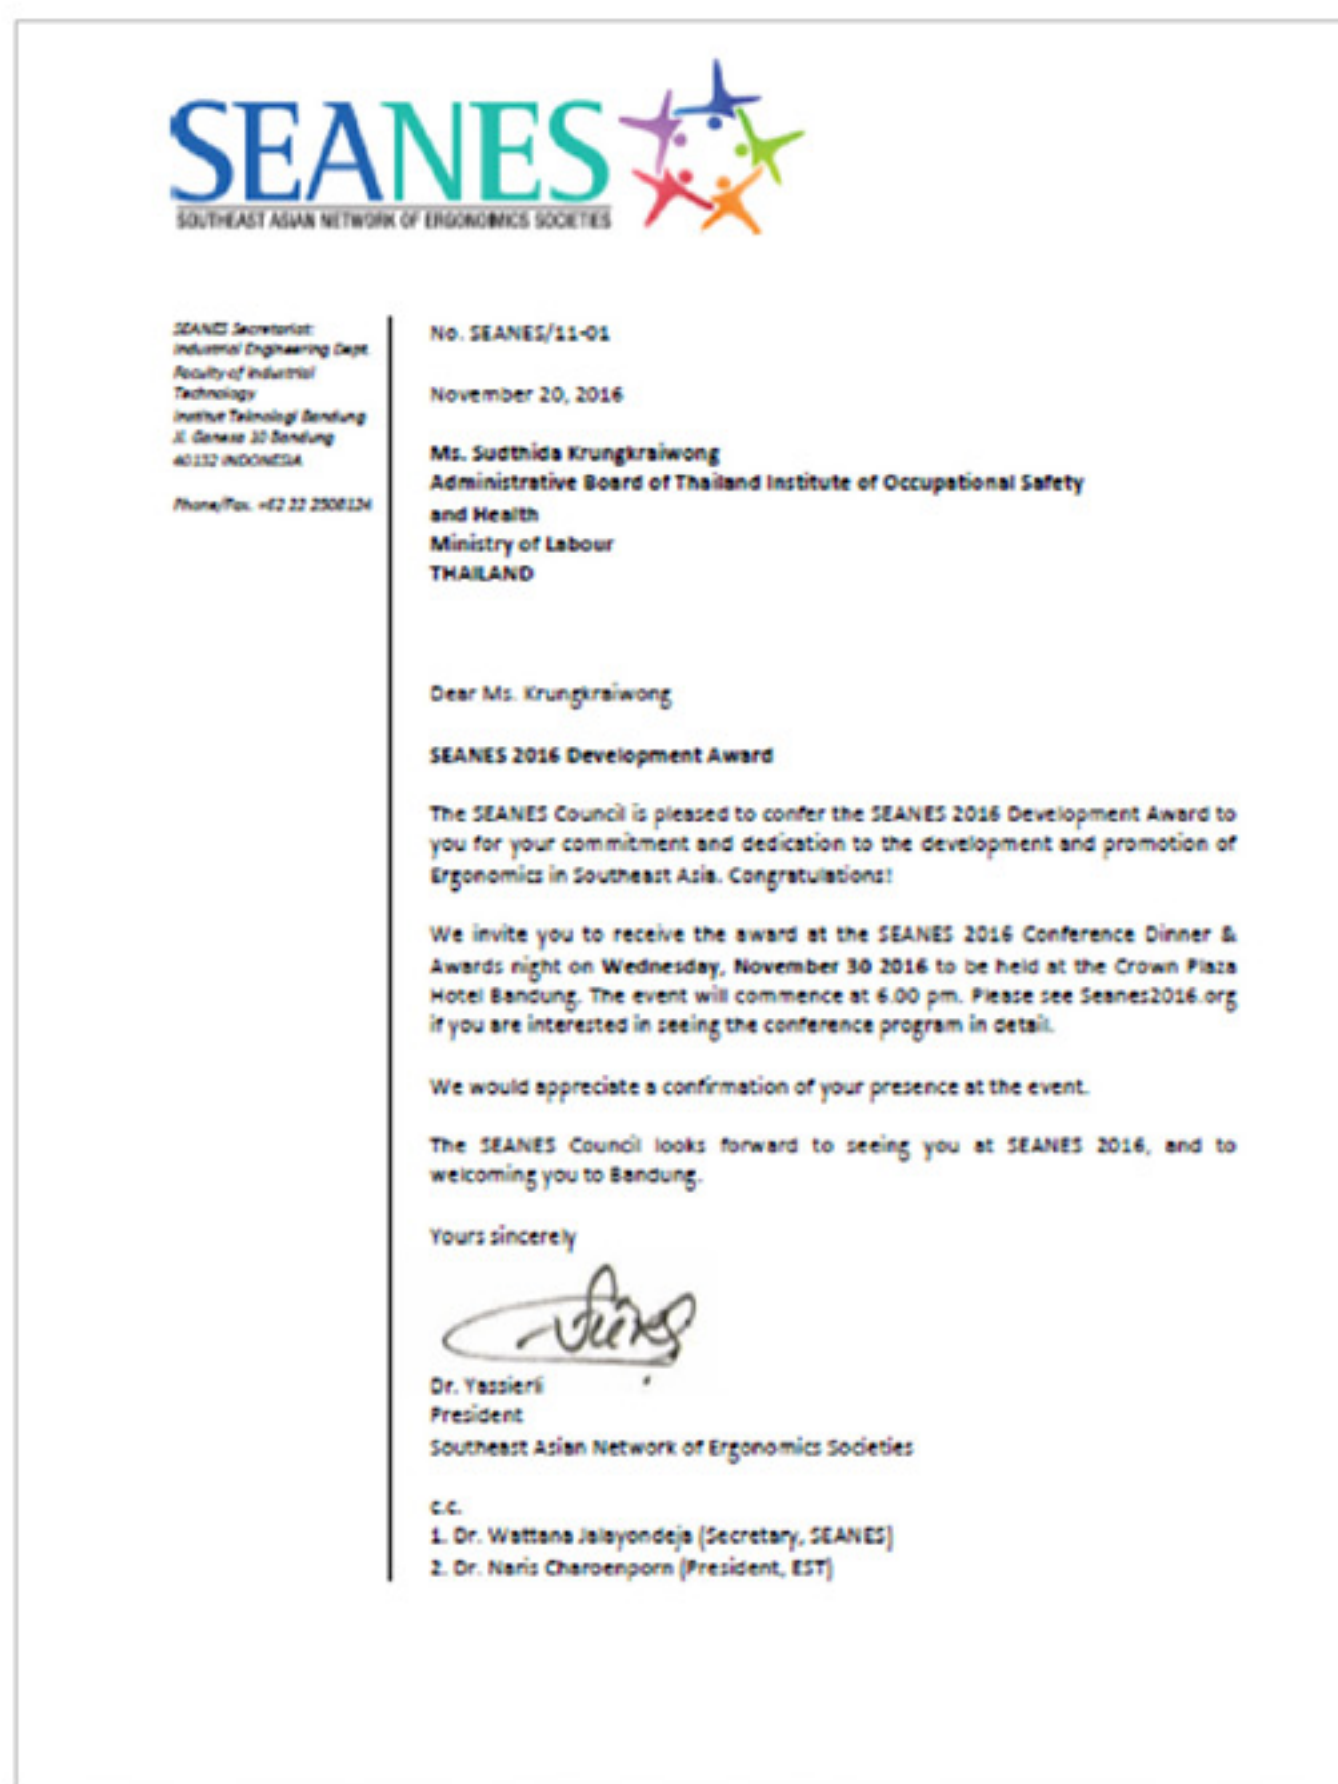 SEANES
SOUTHEAST ASIAN NETWORK OF ERGONOMICS SOCIETIES
SEANES Secretariat:
Industrial Engineering Dept.
Faculty of Industrial
Technology
Institut Teknologi Bandung
Jl. Ganesa 10 Bandung
40132 INDONESIA
Phone/Fax. +62 22 2508124
No. SEANES/11-01
November 20, 2016
Ms. Sudthida Krungkraiwong
Administrative Board of Thailand Institute of Occupational Safety
and Health
Ministry of Labour
THAILAND
Dear Ms. Krungkraiwong
SEANES 2016 Development Award
The SEANES Council is pleased to confer the SEANES 2016 Development Award to
you for your commitment and dedication to the development and promotion of
Ergonomics in Southeast Asia. Congratulations!
We invite you to receive the award at the SEANES 2016 Conference Dinner &
Awards night on Wednesday, November 30 2016 to be held at the Crown Plaza
Hotel Bandung. The event will commence at 6.00 pm. Please see Seanes2016.org
if you are interested in seeing the conference program in detail.
We would appreciate a confirmation of your presence at the event.
The SEANES Council looks forward to seeing you at SEANES 2016, and to
welcoming you to Bandung.
Yours sincerely
Dr. Yassierli
President
Southeast Asian Network of Ergonomics Societies
c.c.
1. Dr. Wattana Jalayondeja (Secretary, SEANES)
2. Dr. Naris Charoenporn (President, EST)